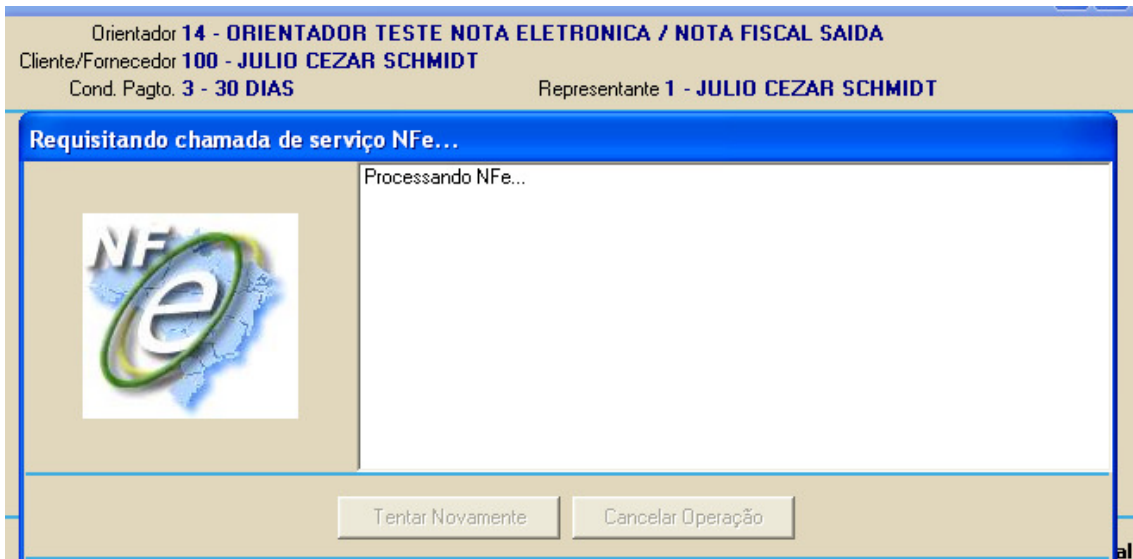 Orientador 14 - ORIENTADOR TESTE NOTA ELETRONICA / NOTA FISCAL SAIDA
Cliente/Fornecedor 100 - JULIO CEZAR SCHMIDT
Cond. Pagto. 3 - 30 DIAS Representante 1 - JULIO CEZAR SCHMIDT
Requisitando chamada de serviço NFe...
Processando NFe...
NF
e
Tentar Novamente Cancelar Operação